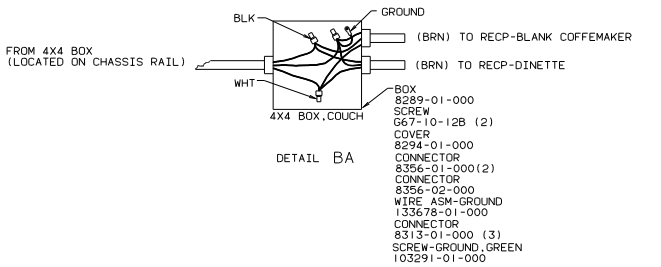 BLK
GROUND
(BRN) TO RECP-BLANK COFFEMAKER
FROM 4X4 BOX
(LOCATED ON CHASSIS RAIL)
(BRN) TO RECP-DINETTE
WHT
4X4 BOX,COUCH
DETAIL BA
BOX
8289-01-000
SCREW
G67-10-12B (2)
COVER
8294-01-000
CONNECTOR
8356-01-000(2)
CONNECTOR
8356-02-000
WIRE ASM-GROUND
133678-01-000
CONNECTOR
8313-01-000 (3)
SCREW-GROUND,GREEN
103291-01-000